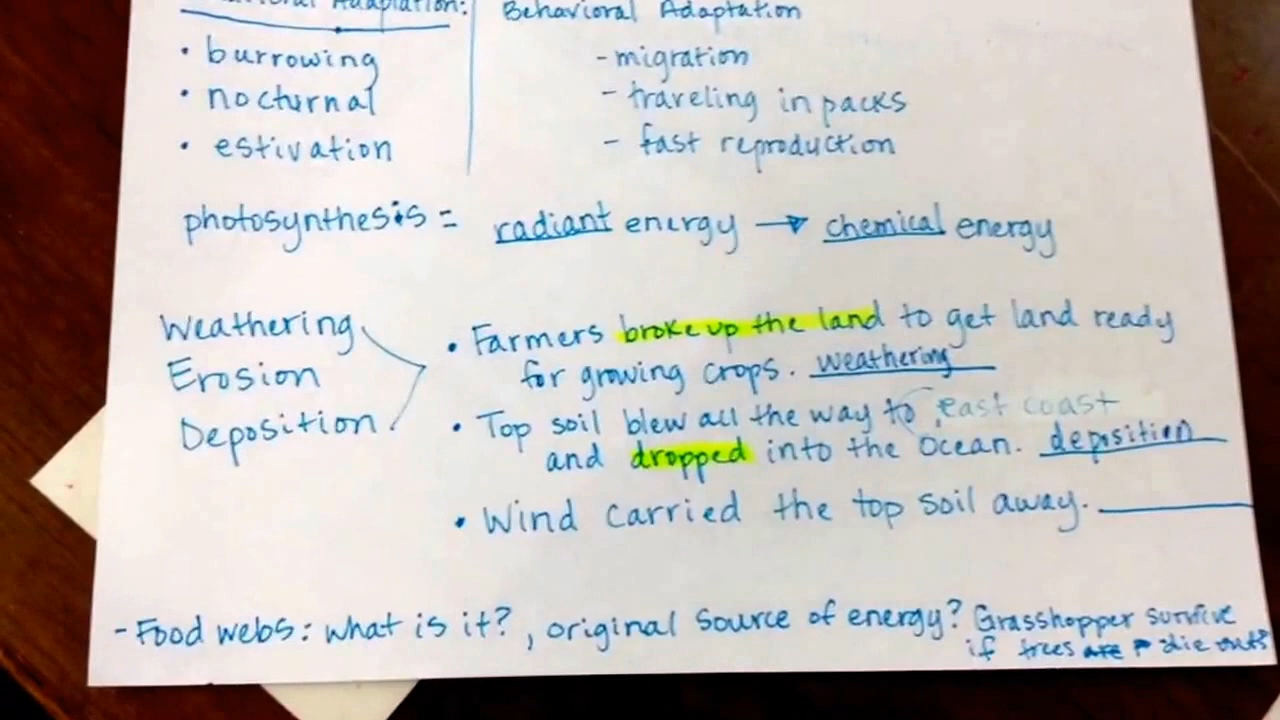 Adaptation: Behavioral Adaptation
• burrowing - migration
• nocturnal - traveling in packs
• estivation - fast reproduction
photosynthesis = radiant energy → chemical energy
Weathering
Erosion
Deposition
• Farmers broke up the land to get land ready
for growing crops. weathering
• Top soil blew all the way to east coast
and dropped into the ocean. deposition
• Wind carried the top soil away.
- Food webs: what is it?, original source of energy? Grasshopper survive
if trees are die outs?